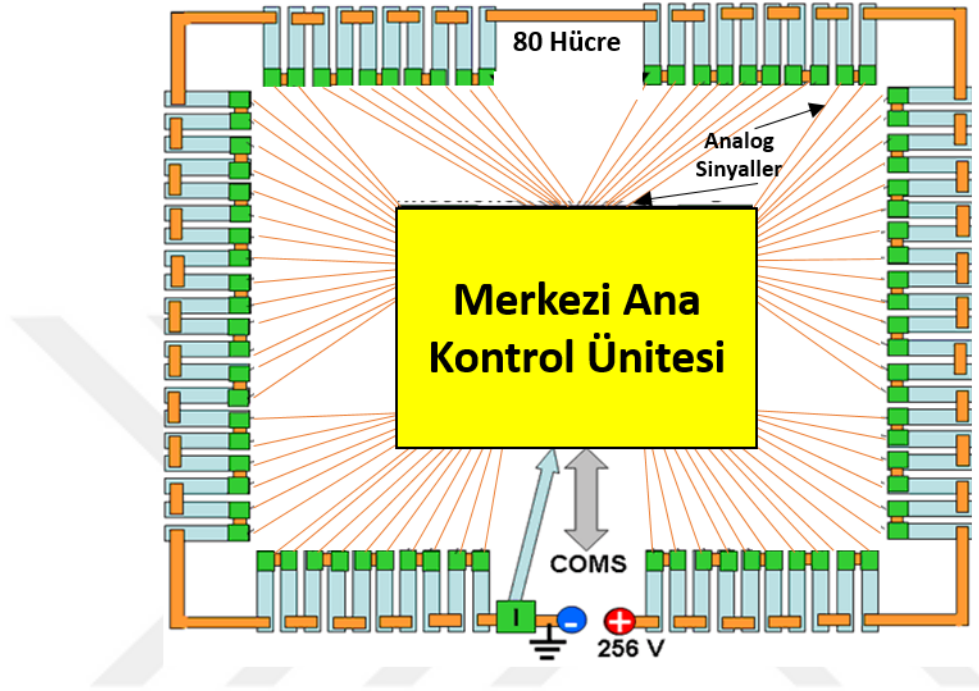 80 Hücre
Analog
Sinyaller
Merkezi Ana
Kontrol Ünitesi
COMS
I
-
+
256 V